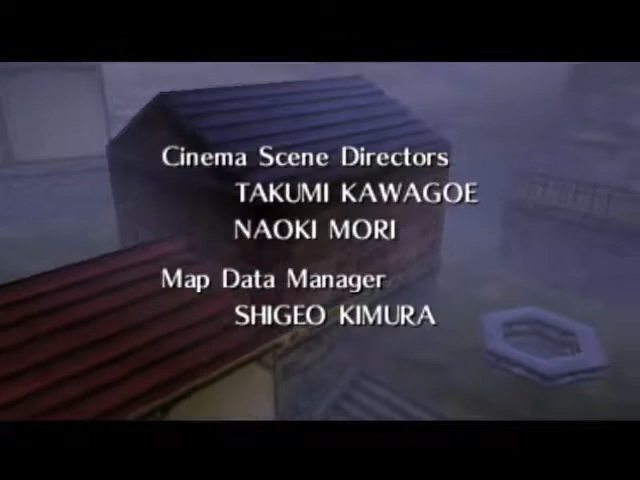 Cinema Scene Directors
TAKUMI KAWAGOE
NAOKI MORI
Map Data Manager
SHIGEO KIMURA